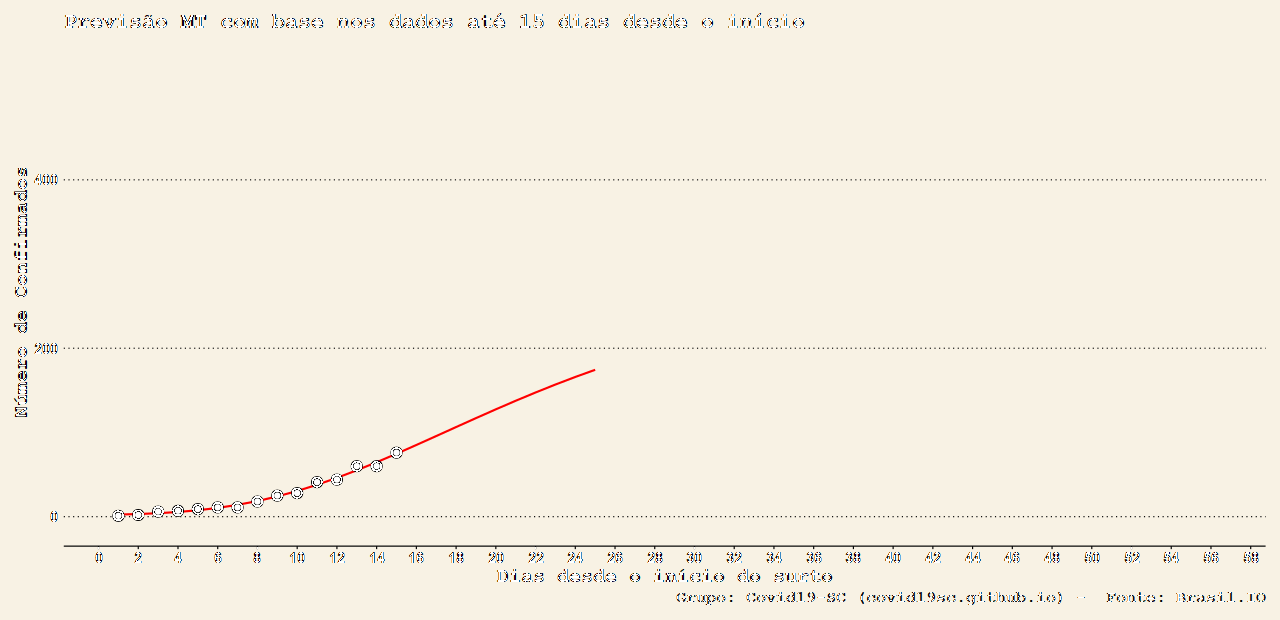 Previsão MT com base nos dados até 15 dias desde o início
Número de Confirmados
4000
2000
0
0 2 4 6 8 10 12 14 16 18 20 22 24 26 28 30 32 34 36 38 40 42 44 46 48 50 52 54 56 58
Dias desde o início do surto
Grupo: Covid19-SC (covid19sc.github.io) -- Fonte: Brasil.IO